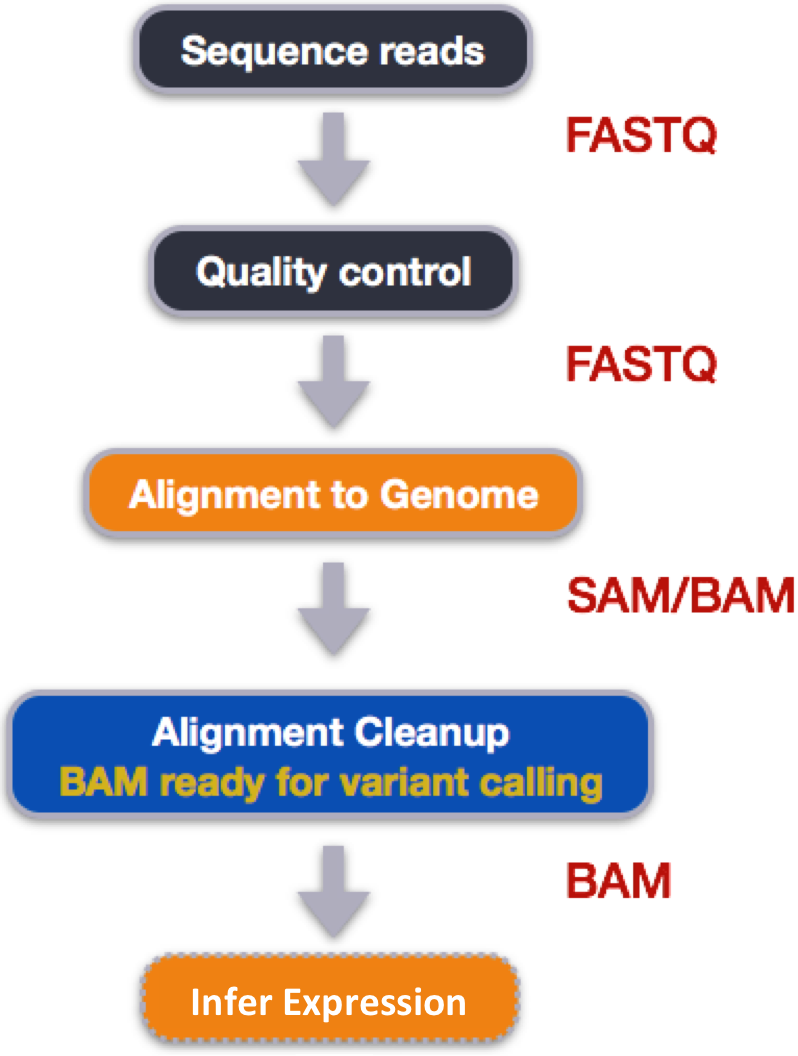 Sequence reads
FASTQ
Quality control
FASTQ
Alignment to Genome
SAM/BAM
Alignment Cleanup
BAM ready for variant calling
BAM
Infer Expression